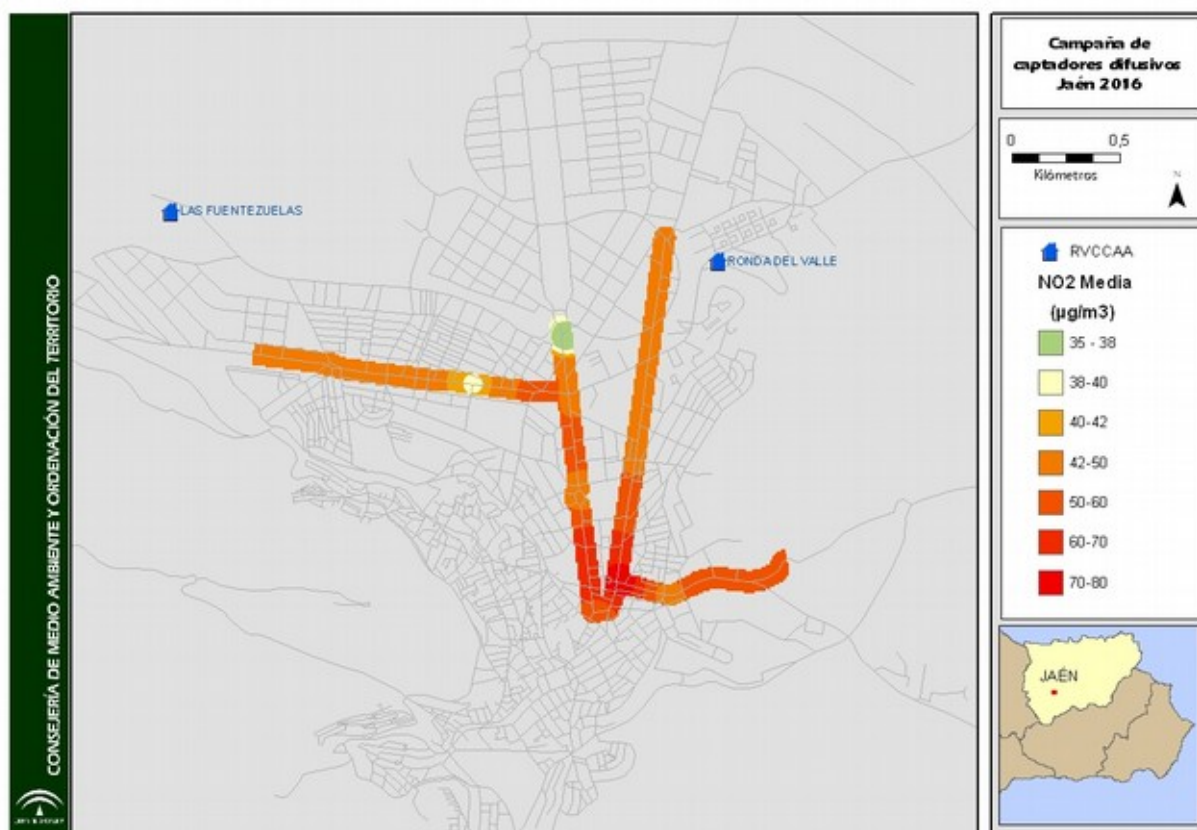 CONSEJERÍA DE MEDIO AMBIENTE Y ORDENACIÓN DEL TERRITORIO
LAS FUENTEZUELAS
RONDA DEL VALLE
Campaña de
captadores difusivos
Jaén 2016
0 0,5
Kilómetros
N
RVCCAA
NO2 Media
(µg/m3)
35 - 38
38-40
40-42
42-50
50-60
60-70
70-80
JAÉN